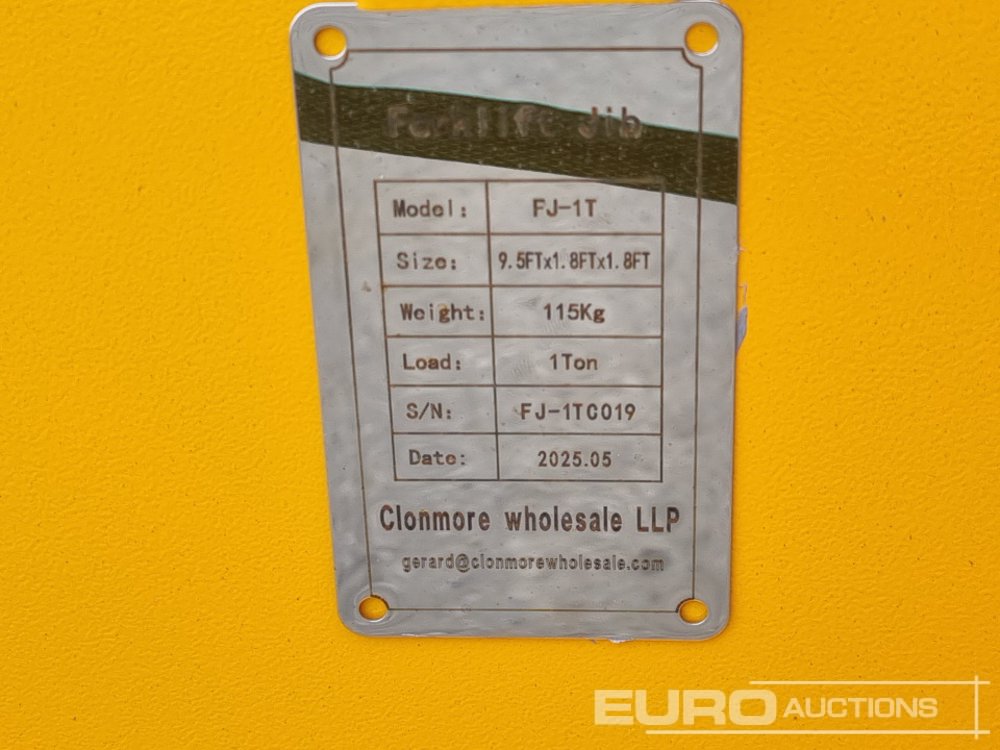 Forklift Jib
Model: FJ-1T
Size: 9.5FTx1.8FTx1.8FT
Weight: 115Kg
Load: 1Ton
S/N: FJ-1TC019
Date: 2025.05
Clonmore wholesale LLP
gerard@clonmorewholesale.com
EURO AUCTIONS